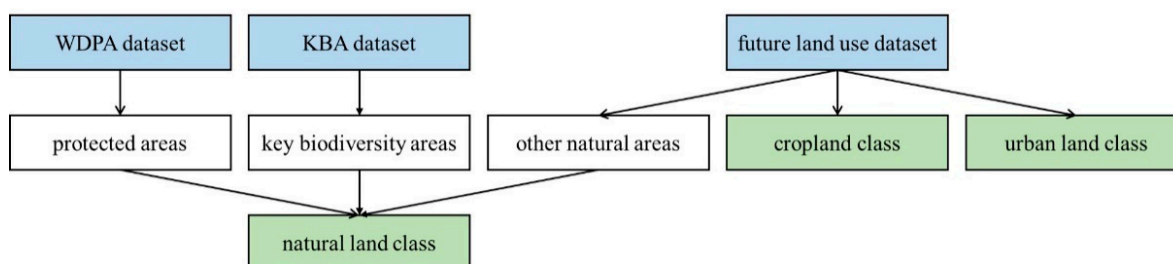 WDPA dataset
KBA dataset
future land use dataset
protected areas
key biodiversity areas
other natural areas
cropland class
urban land class
natural land class